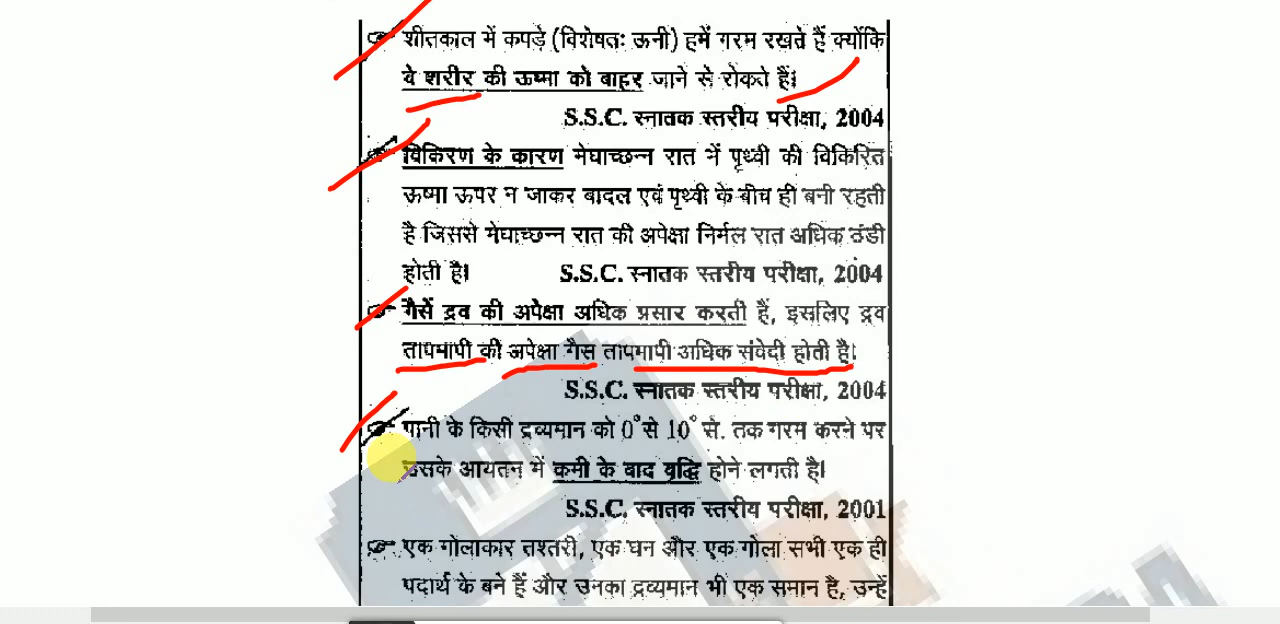 शीतकाल में कपड़े (विशेषतः ऊनी) हमें गरम रखते हैं क्योंकि
वे शरीर की ऊष्मा को बाहर जाने से रोकते हैं।
S.S.C. स्नातक स्तरीय परीक्षा, 2004
विकिरण के कारण मेघाच्छन्न रात में पृथ्वी की विकिरित
ऊष्मा ऊपर न जाकर बादल एवं पृथ्वी के बीच ही बनी रहती
है जिससे मेघाच्छन्न रात की अपेक्षा निर्मल रात अधिक ठंडी
होती है। S.S.C. स्नातक स्तरीय परीक्षा, 2004
गैसें द्रव की अपेक्षा अधिक प्रसार करती हैं, इसलिए द्रव
तापमापी की अपेक्षा गैस तापमापी अधिक संवेदी होती है।
S.S.C. स्नातक स्तरीय परीक्षा, 2004
पानी के किसी द्रव्यमान को 0° से 10° से. तक गरम करने पर
उसके आयतन में कमी के बाद वृद्धि होने लगती है।
S.S.C. स्नातक स्तरीय परीक्षा, 2001
एक गोलाकार तश्तरी, एक घन और एक गोला सभी एक ही
पदार्थ के बने हैं और उनका द्रव्यमान भी एक समान है, उन्हें